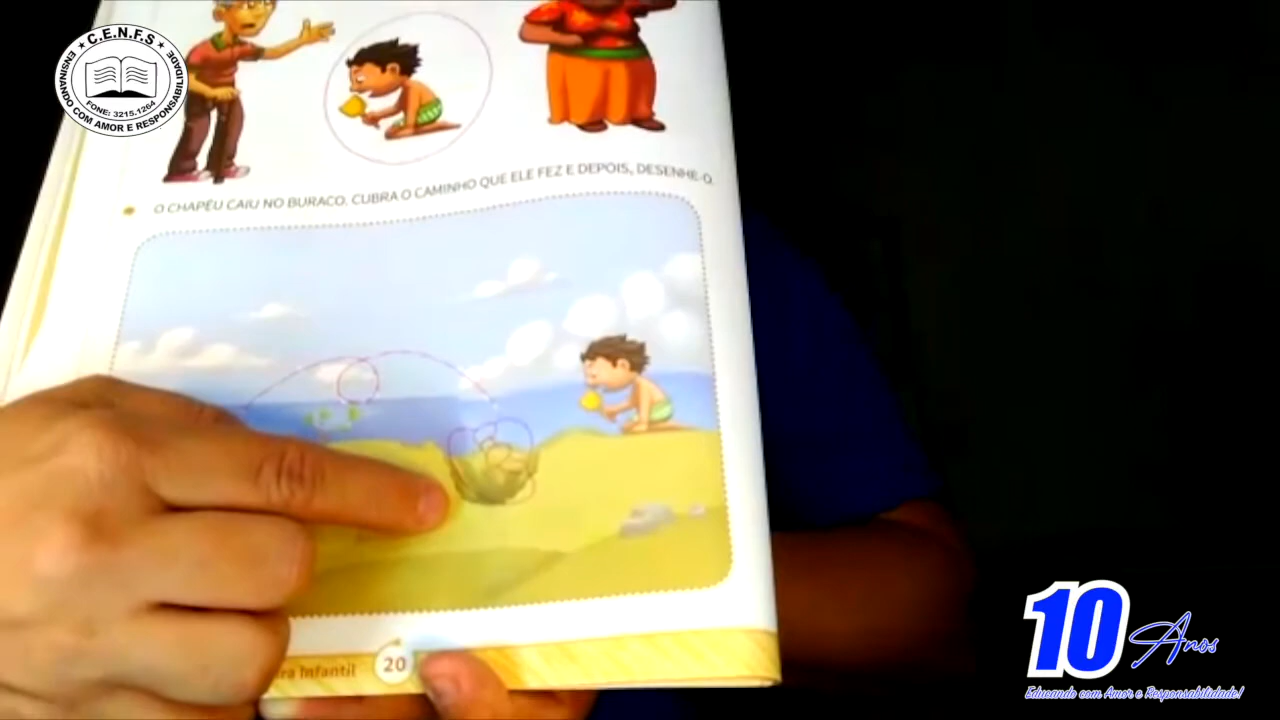 ★ C.E.N.F.S ★
ENSINANDO COM AMOR E RESPONSABILIDADE
FONE: 3215.1264
O CHAPÉU CAIU NO BURACO. CUBRA O CAMINHO QUE ELE FEZ E DEPOIS, DESENHE-O.
Infantil
20
10 Anos
Educando com Amor e Responsabilidade!